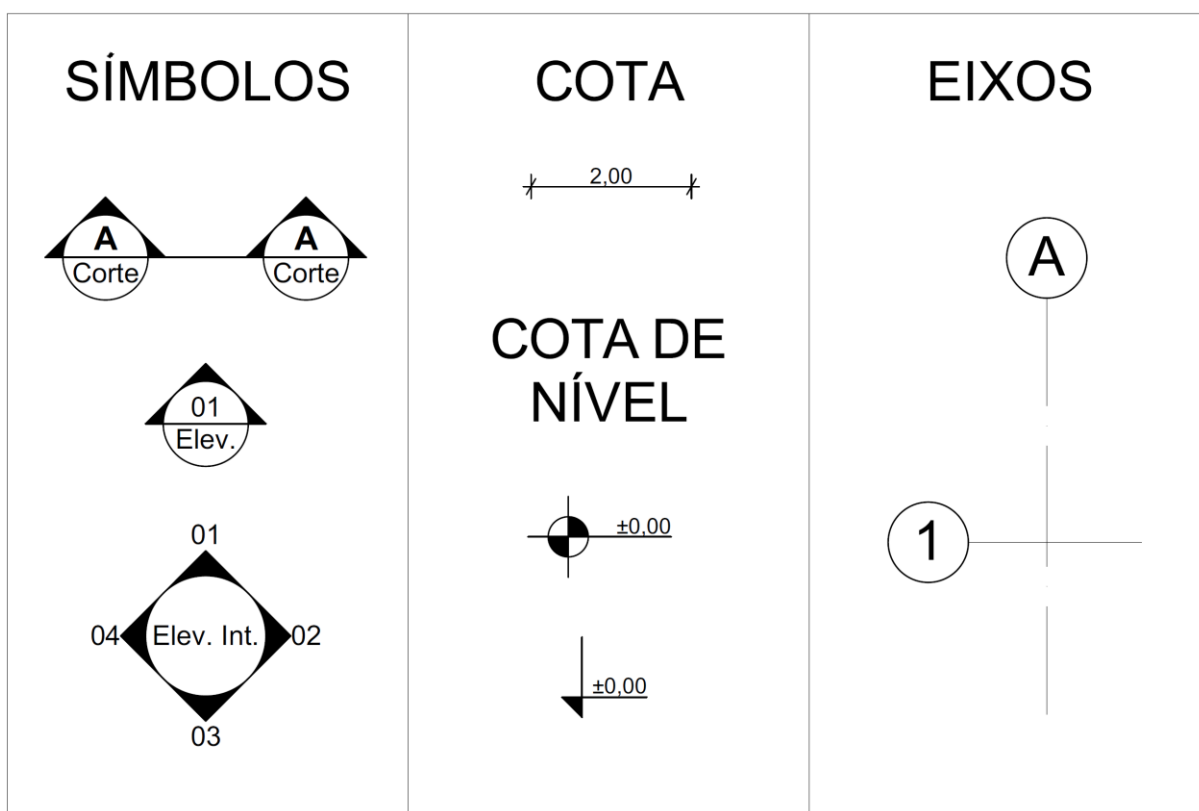 SÍMBOLOS
A
Corte
A
Corte
01
Elev.
01
04
Elev. Int.
02
03
COTA
2,00
COTA DE
NÍVEL
±0,00
±0,00
EIXOS
A
1